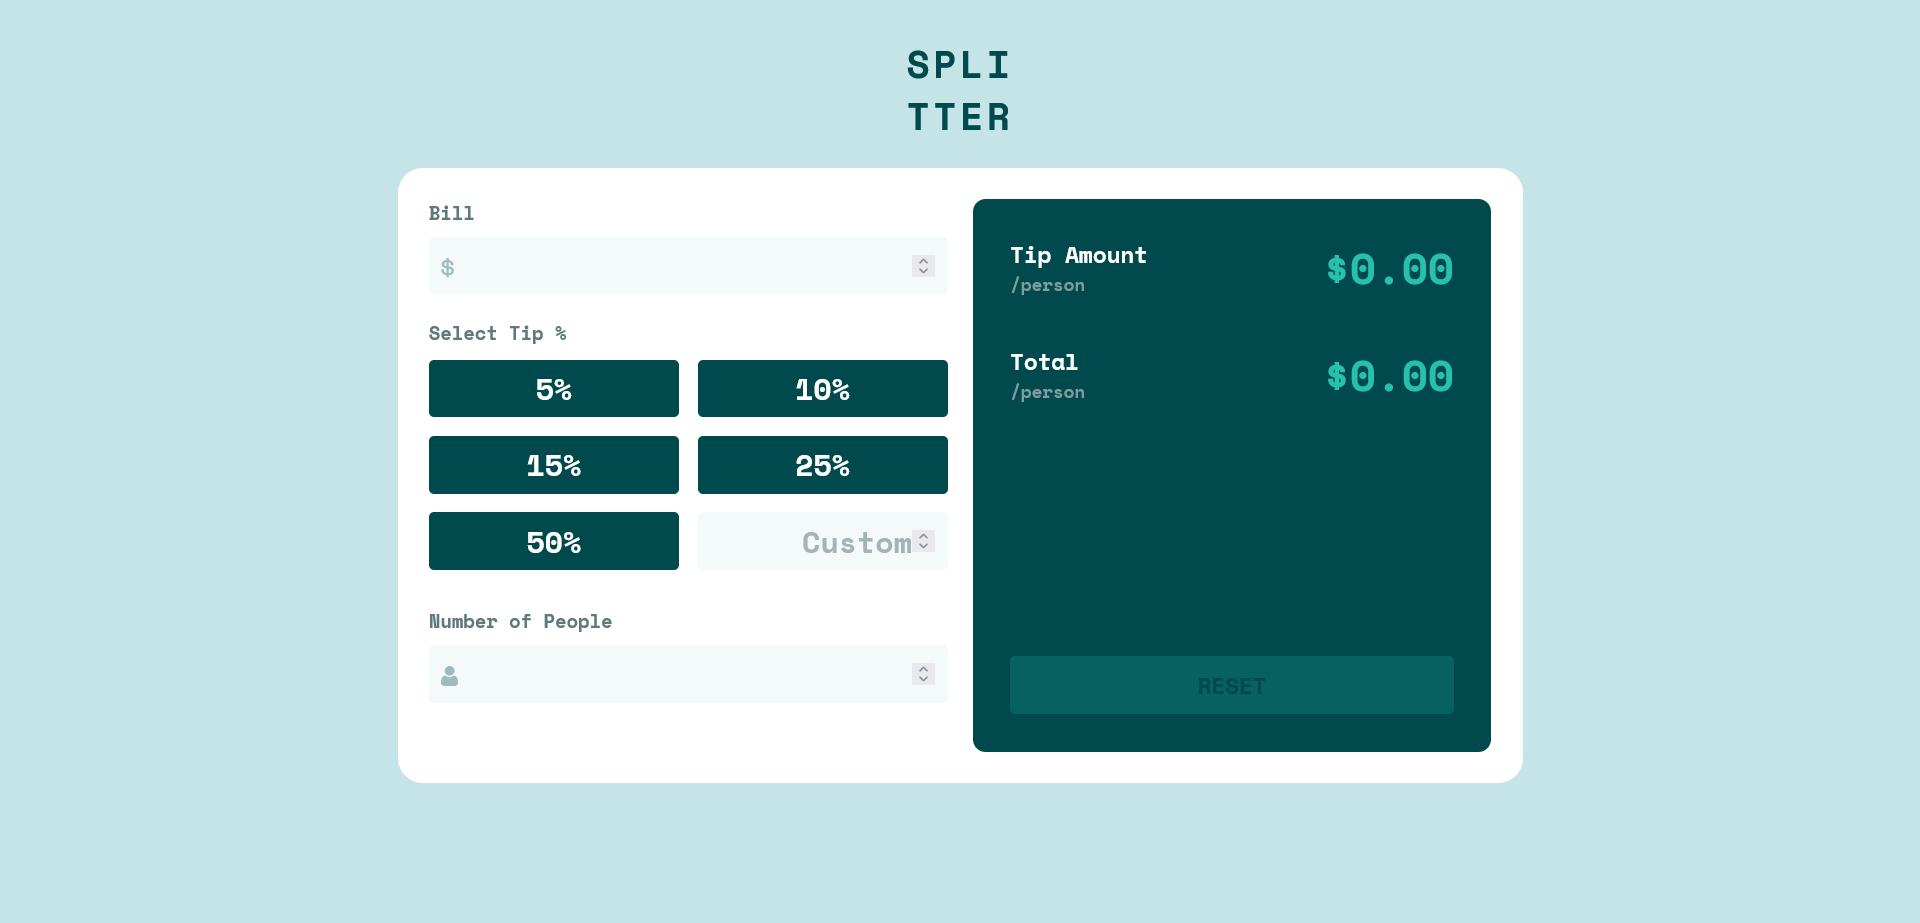 SPLI
TTER
Bill
$
Select Tip %
5%
10%
15%
25%
50%
Custom
Number of People
Tip Amount
/person
$0.00
Total
/person
$0.00
RESET